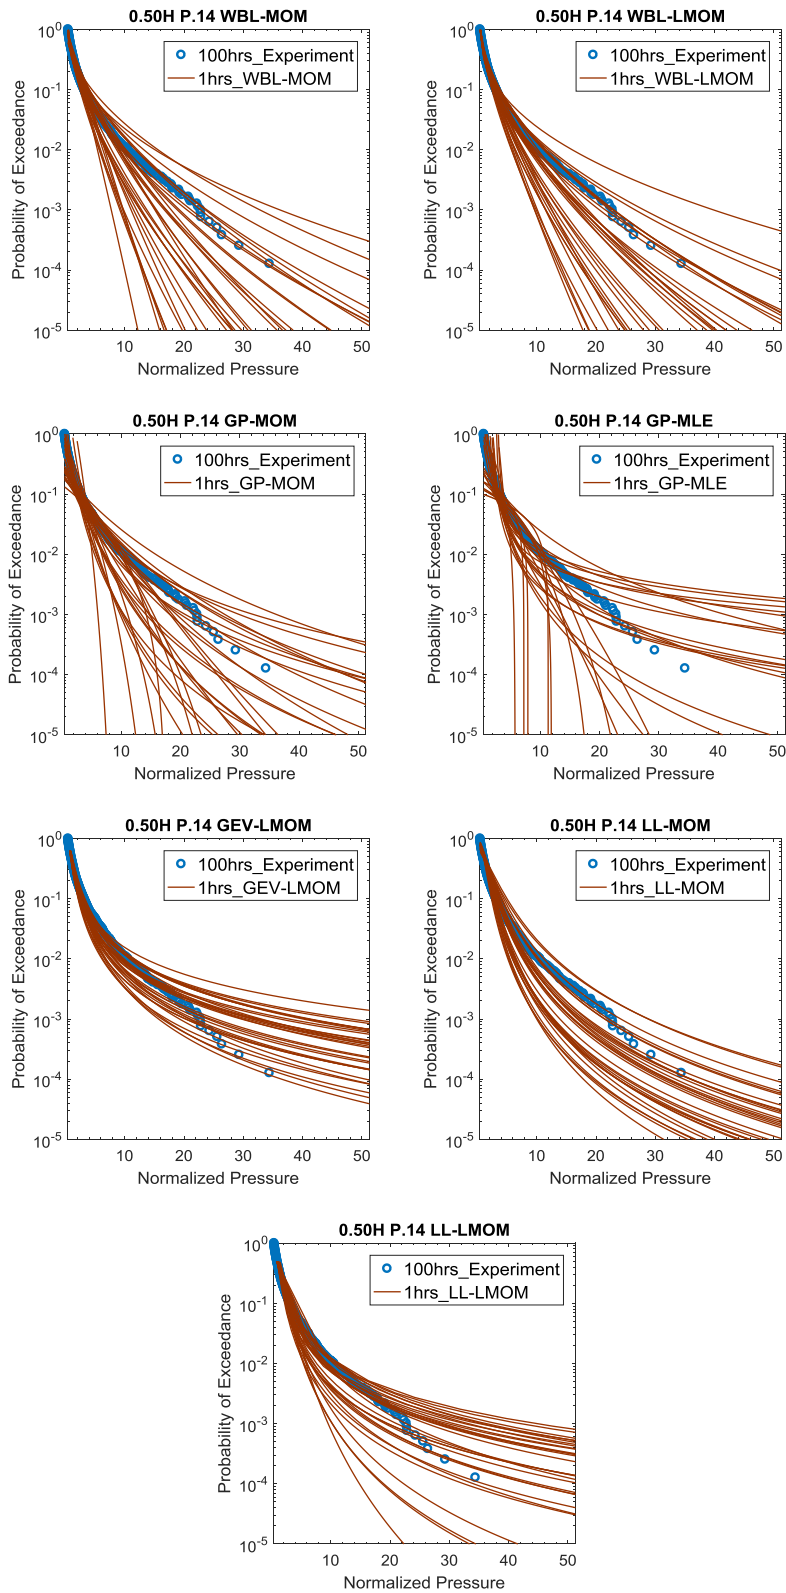 0.50H P.14 WBL-MOM
100hrs_Experiment
1hrs_WBL-MOM
Probability of Exceedance
10^0
10^-1
10^-2
10^-3
10^-4
10^-5
10 20 30 40 50
Normalized Pressure
0.50H P.14 WBL-LMOM
100hrs_Experiment
1hrs_WBL-LMOM
Probability of Exceedance
10^0
10^-1
10^-2
10^-3
10^-4
10^-5
10 20 30 40 50
Normalized Pressure
0.50H P.14 GP-MOM
100hrs_Experiment
1hrs_GP-MOM
Probability of Exceedance
10^0
10^-1
10^-2
10^-3
10^-4
10^-5
10 20 30 40 50
Normalized Pressure
0.50H P.14 GP-MLE
100hrs_Experiment
1hrs_GP-MLE
Probability of Exceedance
10^0
10^-1
10^-2
10^-3
10^-4
10^-5
10 20 30 40 50
Normalized Pressure
0.50H P.14 GEV-LMOM
100hrs_Experiment
1hrs_GEV-LMOM
Probability of Exceedance
10^0
10^-1
10^-2
10^-3
10^-4
10^-5
10 20 30 40 50
Normalized Pressure
0.50H P.14 LL-MOM
100hrs_Experiment
1hrs_LL-MOM
Probability of Exceedance
10^0
10^-1
10^-2
10^-3
10^-4
10^-5
10 20 30 40 50
Normalized Pressure
0.50H P.14 LL-LMOM
100hrs_Experiment
1hrs_LL-LMOM
Probability of Exceedance
10^0
10^-1
10^-2
10^-3
10^-4
10^-5
10 20 30 40 50
Normalized Pressure